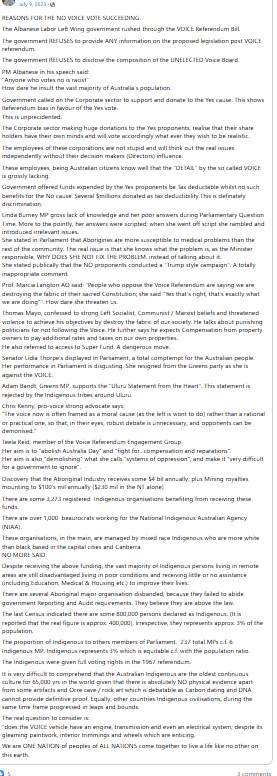 July 9, 2023 ·
REASONS FOR THE NO VOICE VOTE SUCCEEDING.
The Albanese Labor Left Wing government rushed through the VOICE Referendum Bill.
The government REFUSES to provide ANY information on the proposed legislation post VOICE
referendum.
The government REFUSES to disclose the composition of the UNELECTED Voice Board.
PM Albanese in his speech said:
"Anyone who votes no is racist"
How dare he insult the vast majority of Australia's population.
Government called on the Corporate sector to support and donate to the Yes cause. This shows
Referendum bias in favour of the Yes vote.
This is unprecidented.
The Corporate sector making huge donations to the Yes proponents, realise that their share
holders have their own minds and will vote accordingly what ever they wish to be realistic.
The employees of these corporations are not stupid and will think out the real issues
independently without their decision makers (Directors) influence.
These employees, being Australian citizens know well that the "DETAIL" by the so called VOICE
is grossly lacking.
Government offered funds expended by the Yes proponents be Tax deductable whilst no such
benefits for the No cause. Several $millions donated as tax deductibility.This is definitely
discrimination.
Linda Burney MP gross lack of knowledge and her poor answers during Parliamentary Question
Time. More to the pointly, her answers were scripted; when she went off script she rambled and
introduced irrelevant issues.
She stated in Parliament that Aborigines are more susceptible to medical problems than the
rest of the community. The real issue is that she knows what the problem is, as the Minister
responsible, WHY DOES SHE NOT FIX THE PROBLEM. instead of talking about it.
She stated publically that the NO proponents conducted a "Trump style campaign". A totally
inappropriate comment.
Prof. Marcia Langton AO said: "People who oppose the Voice Referendum are saying we are
destroying the fabric of their sacred Constitution; she said "Yes that's right, that's exactly what
we are doing". How dare she threaten us.
Thomas Mayo, confessed to strong Left Socialist, Communist / Marxist beliefs and threatened
violence to achieve his objectives by destroy the fabric of our society. He talks about punishing
politicians for not following the Voice. He further says he expects Compensation from property
owners to pay additional rates and taxes on our own properties.
He also referred to access to Super Fund. A dangerous move.
Senator Lidia Thorpe's displayed in Parliament, a total comptempt for the Australian people.
Her performance in Parliament is disgusting. She resigned from the Greens party as she is
against the VOICE.
Adam Bandt, Greens MP, supports the "Uluru Statement from the Heart". This statement is
rejected by the Indigenous tribes around Uluru.
Chris Kenny, pro-voice strong advocate says:
"The voice now is often framed as a moral cause (as the left is wont to do) rather than a rational
or practical one, so that, in their eyes, robust debate is unnecessary, and opponents can be
demonised."
Teela Reid, member of the Voice Referendum Engagement Group.
Her aim is to "abolish Australia Day" and "fight for...compensation and reparations".
Her aim is also "demolishing" what she calls "systems of oppression", and make it "very difficult
for a government to ignore".
Discovery that the Aboriginal Industry receives some $4 bill annually, plus Mining royalties
mounting to $100's mil annually ($230 mil in the N1 alone)
There are some 3,273 registered Indigenous organisations benefiting from receiving these
funds.
There are over 1,000 beaurocrats working for the National Indigenous Australian Agency
(NIAA).
These organisations, in the main, are managed by mixed race Indigenous who are more white
than black based in the capital cities and Canberra.
NO MORE SAID.
Despite receiving the above funding, the vast majority of Indigenous persons living in remote
areas are still disadvantaged living in poor conditions and receiving little or no assistance
(including Education, Medical & Housing etc.) to improve their lives.
There are several Aboriginal major organisation disbanded, because they failed to abide
government Reporting and Audit requirements. They believe they are above the law.
The last Census indicated there are some 800,000 persons declared as Indigenous. (It is
reported that real figure is approx. 400,000). Irrespective, they represents approx. 3% of the
population.
The proportion of Indigenous to others members of Parliament. 237 total MPs c.f. 6
Indigenous MP. Indigenous represents 3% which is equitable c.f. with the population ratio.
The Indigenous were given full voting rights in the 1967 referendum.
It is very difficult to comprehend that the Australian Indigenous are the oldest continuous
culture for 65,000 yrs in the world given that there is absolutely NO physical evidence apart
from some artifacts and Ocre cave / rock art which is debatable as Carbon dating and DNA
cannot provide definitive proof. Equally, other countries Indigenous civilisations, during the
same time frame progressed in leaps and bounds.
The real question to consider is:
"does the VOICE vehicle have an engine, transmission and even an electrical system, despite its
gleaming paintwork, interior trimmings and wheels which are enticing.
We are ONE NATION of peoples of ALL NATIONS come together to live a life like no other on
this earth.
5
3 comments